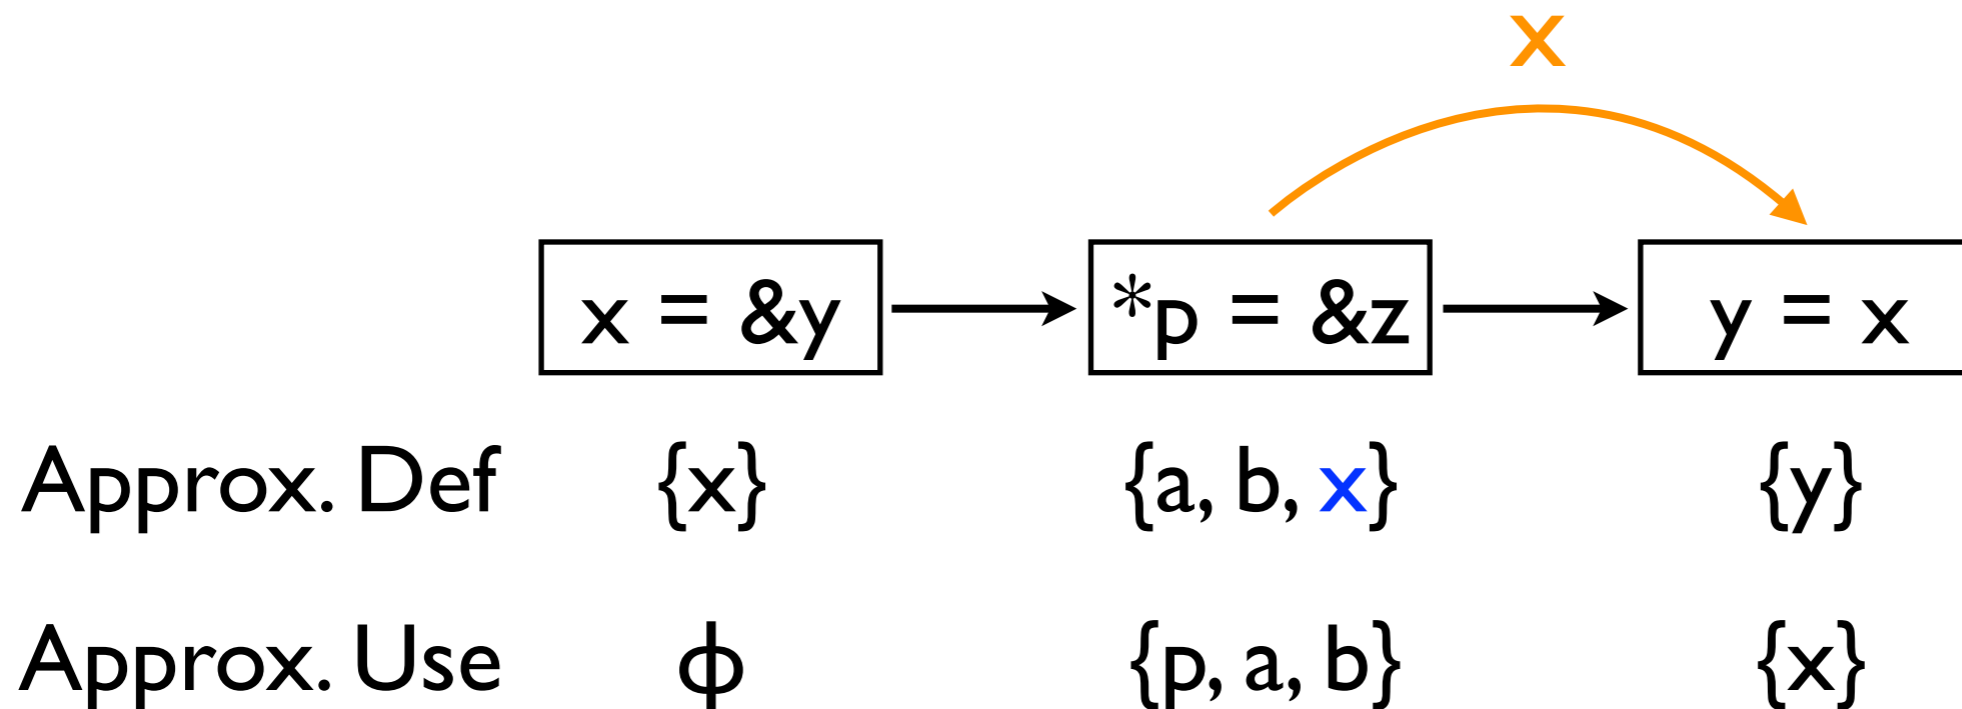 x
x = &y *p = &z y = x
Approx. Def {x} {a, b, x} {y}
Approx. Use ϕ {p, a, b} {x}